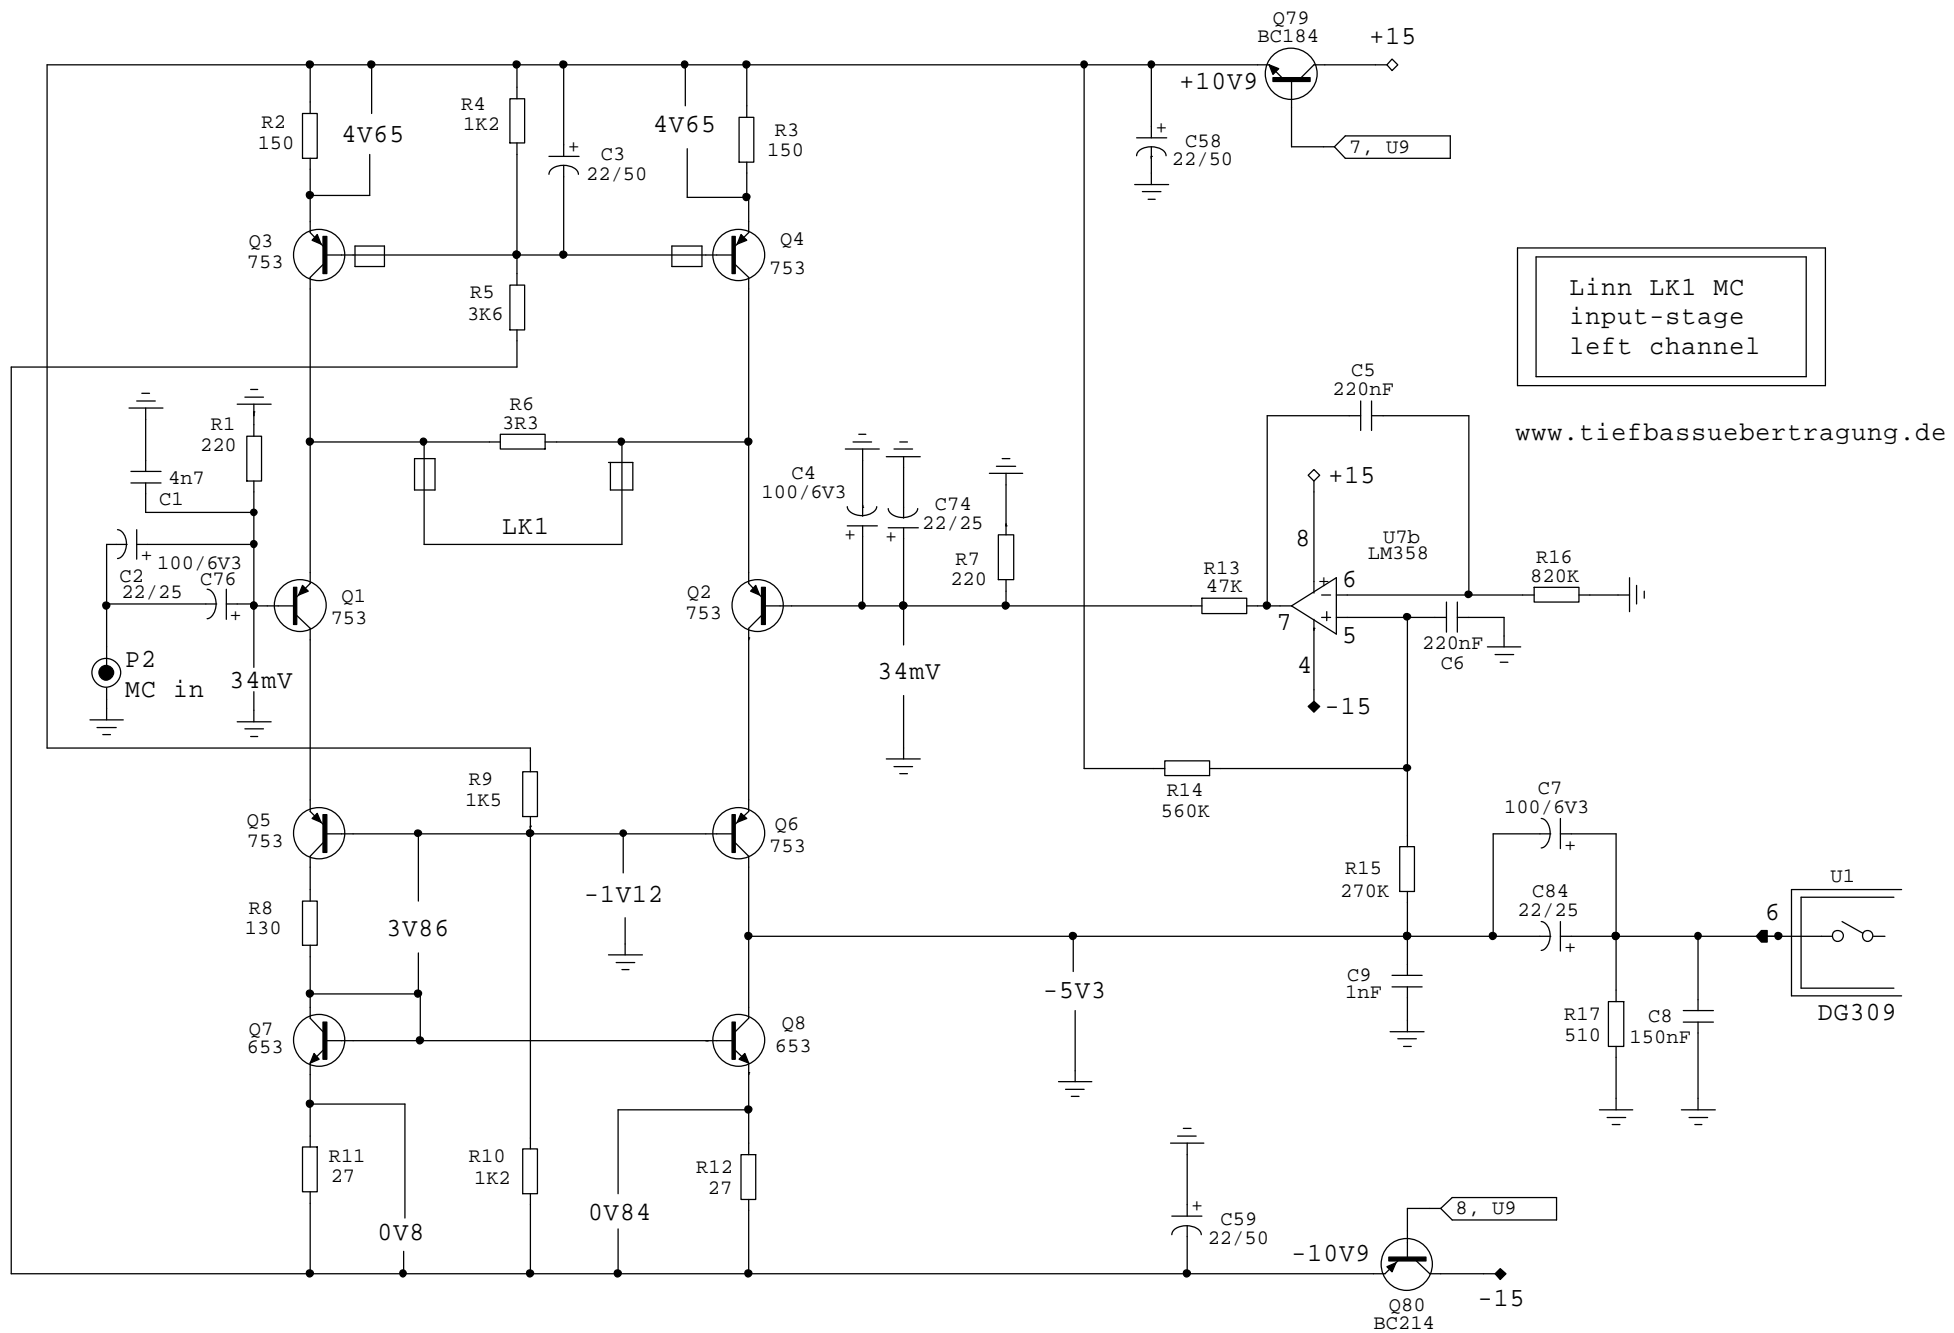 Q79
BC184
+15
+10V9
7, U9
R2
150
4V65
R4
1K2
C3
22/50
4V65
R3
150
C58
22/50
Q3
753
Q4
753
R5
3K6
Linn LK1 MC
input-stage
left channel
www.tiefbassuebertragung.de
C5
220nF
R1
220
4n7
C1
R6
3R3
LK1
C4
100/6V3
C74
22/25
R7
220
+15
8
U7b
LM358
R16
820K
R13
47K
6
7
5
4
-15
220nF
C6
100/6V3
C2
22/25
C76
Q1
753
Q2
753
P2
MC in
34mV
34mV
R9
1K5
R14
560K
C7
100/6V3
Q5
753
Q6
753
-1V12
R15
270K
C84
22/25
U1
6
DG309
R8
130
3V86
-5V3
C9
1nF
R17
510
C8
150nF
Q7
653
Q8
653
R11
27
R10
1K2
R12
27
0V8
0V84
C59
22/50
8, U9
-10V9
-15
Q80
BC214